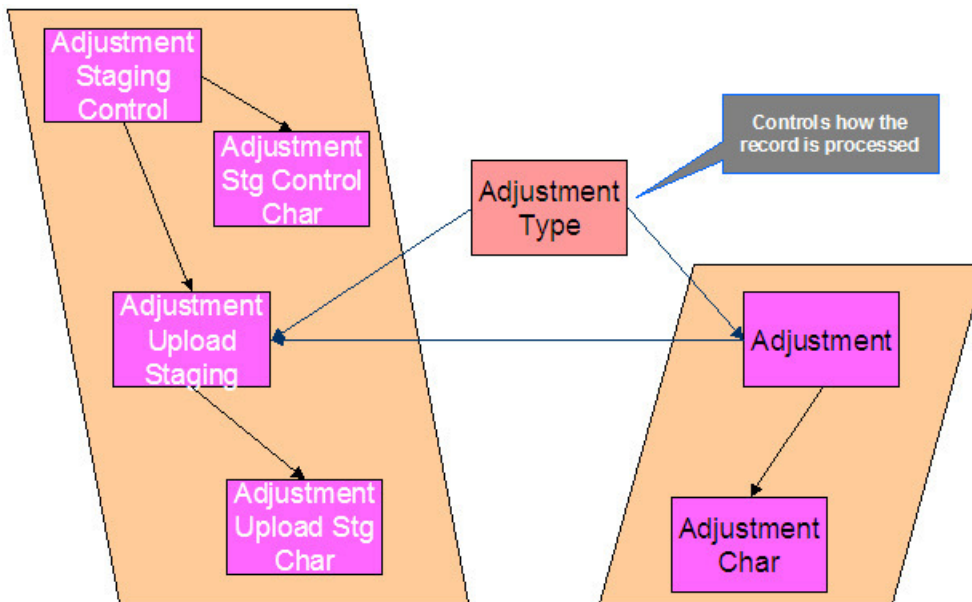 Adjustment
Staging
Control
Adjustment
Stg Control
Char
Controls how the
record is processed
Adjustment
Type
Adjustment
Upload
Staging
Adjustment
Adjustment
Upload Stg
Char
Adjustment
Char